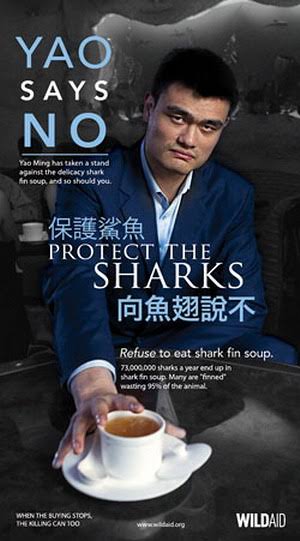 YAO
SAYS
NO
Yao Ming has taken a stand
against the delicacy shark
fin soup, and so should you.
保護鯊魚
PROTECT THE
SHARKS
向魚翅說不
Refuse to eat shark fin soup.
73,000,000 sharks a year end up in
shark fin soup. Many are "finned"
wasting 95% of the animal.
WHEN THE BUYING STOPS,
THE KILLING CAN TOO
www.wildaid.org
WILDAID